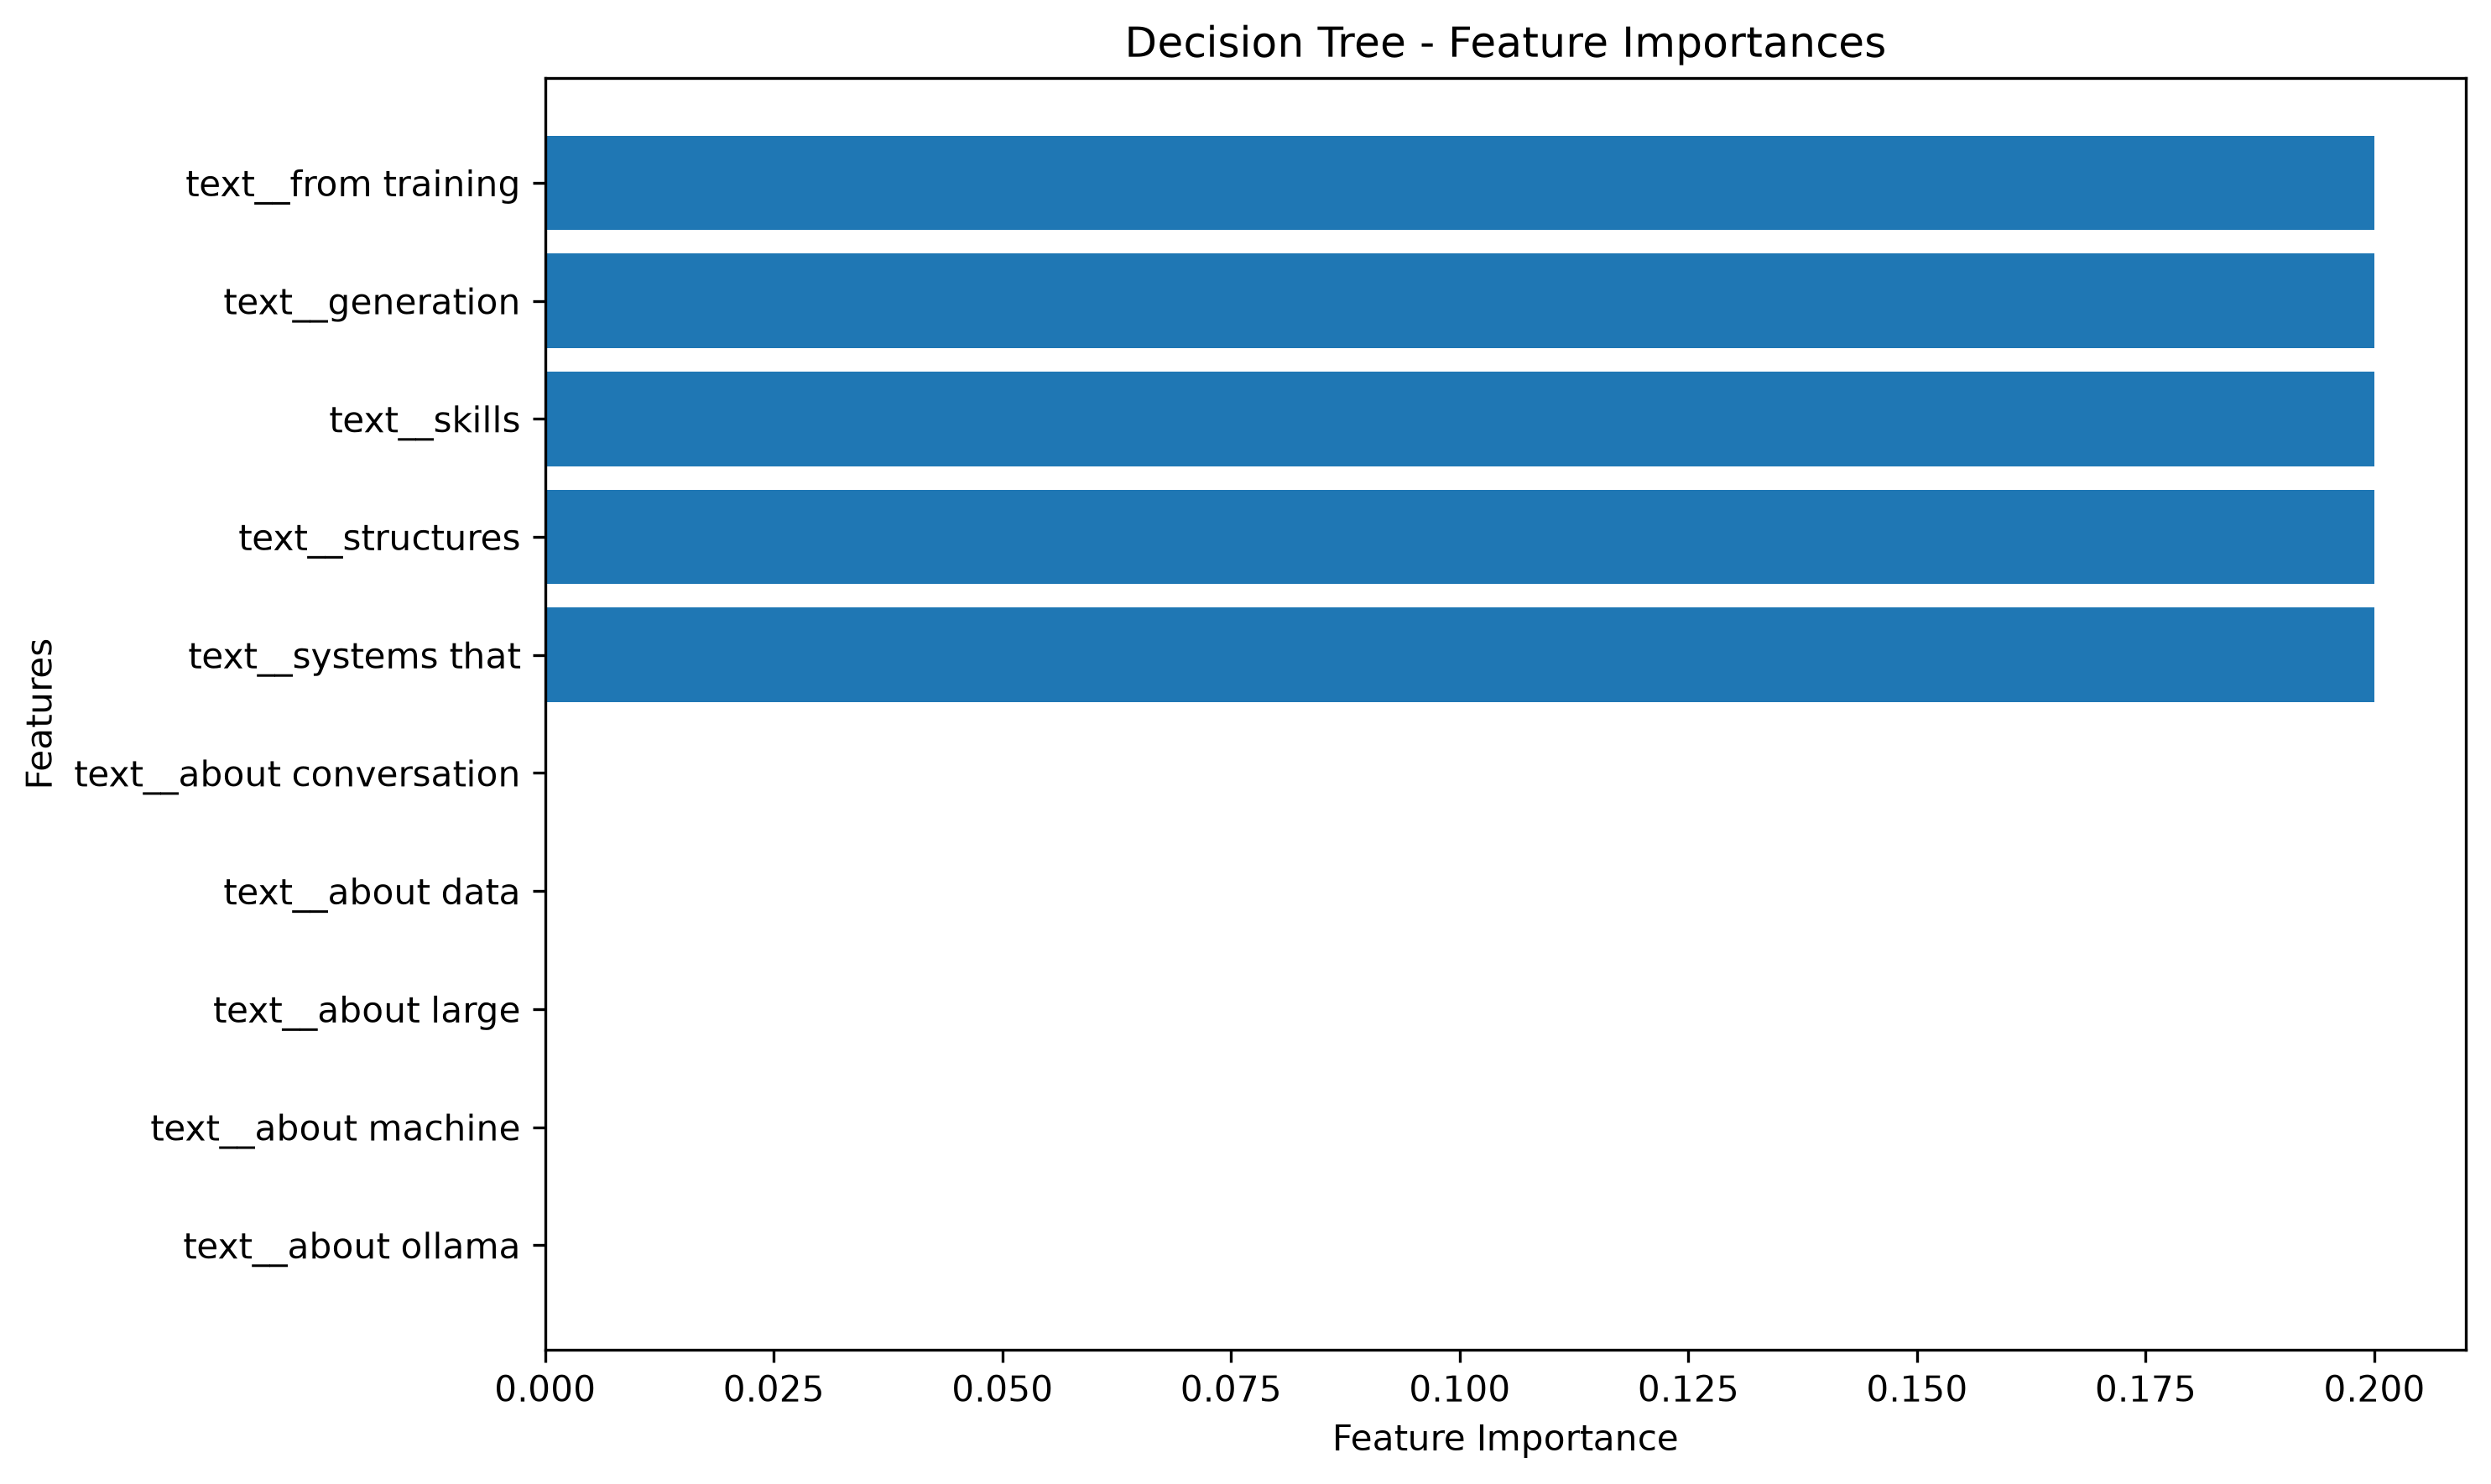 Decision Tree - Feature Importances
text__from training
text__generation
text__skills
text__structures
text__systems that
text__about conversation
text__about data
text__about large
text__about machine
text__about ollama
Features
0.000 0.025 0.050 0.075 0.100 0.125 0.150 0.175 0.200
Feature Importance